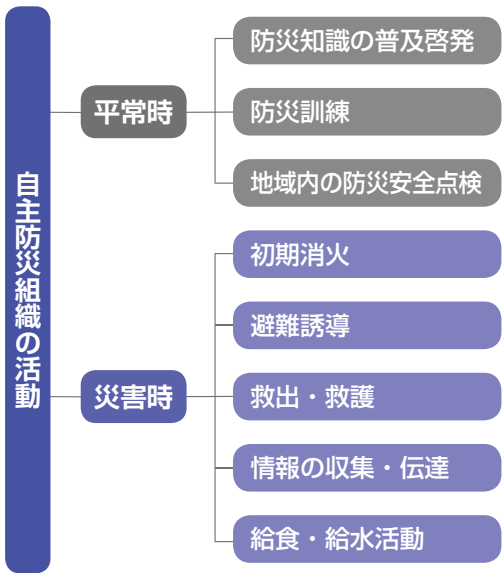 自主防災組織の活動
平常時
防災知識の普及啓発
防災訓練
地域内の防災安全点検
災害時
初期消火
避難誘導
救出・救護
情報の収集・伝達
給食・給水活動